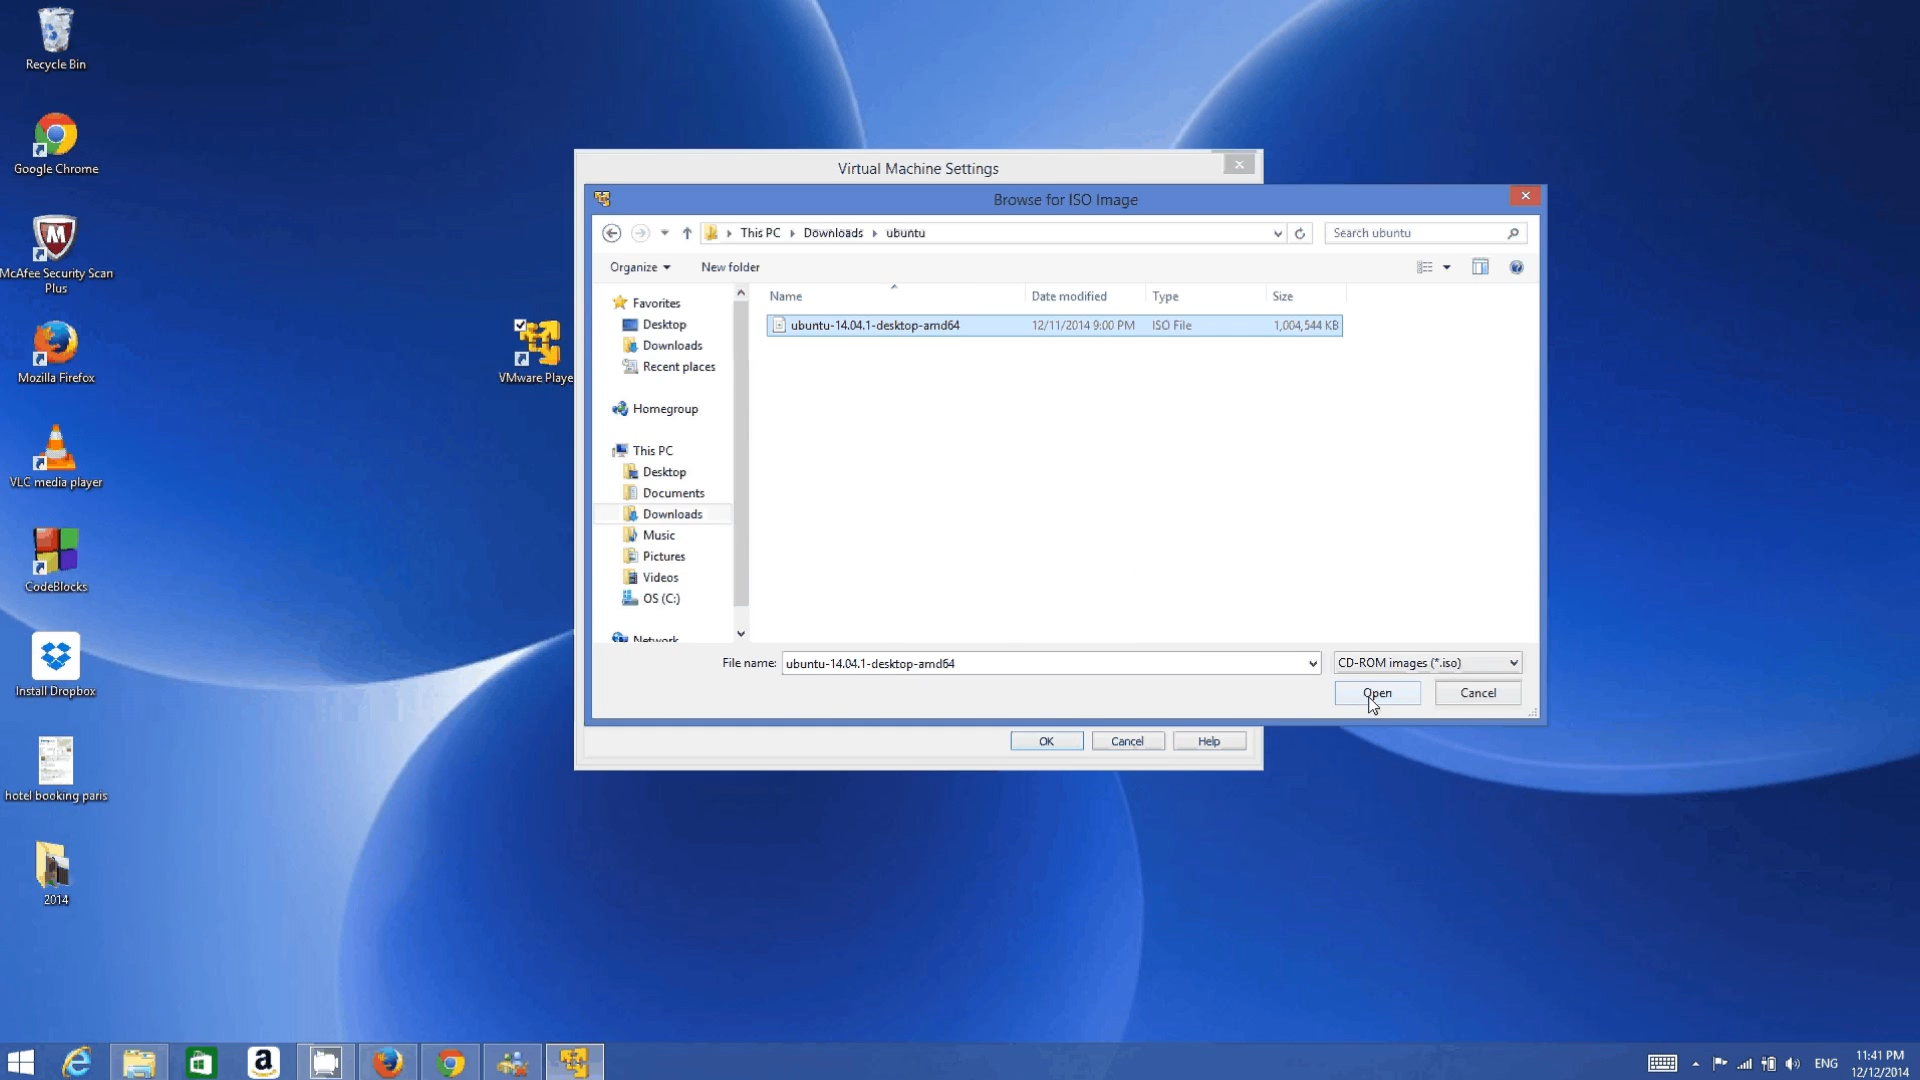 Recycle Bin
Google Chrome
McAfee Security Scan
Plus
Mozilla Firefox
VLC media player
CodeBlocks
Install Dropbox
hotel booking paris
2014
VMware Playe
Virtual Machine Settings
Browse for ISO Image
This PC Downloads ubuntu
Search ubuntu
Organize New folder
Favorites
Desktop
Downloads
Recent places
Homegroup
This PC
Desktop
Documents
Downloads
Music
Pictures
Videos
OS (C:)
Network
Name Date modified Type Size
ubuntu-14.04.1-desktop-amd64 12/11/2014 9:00 PM ISO File 1,004,544 KB
File name: ubuntu-14.04.1-desktop-amd64 CD-ROM images (*.iso)
Open Cancel
OK Cancel Help
ENG
11:41 PM
12/12/2014